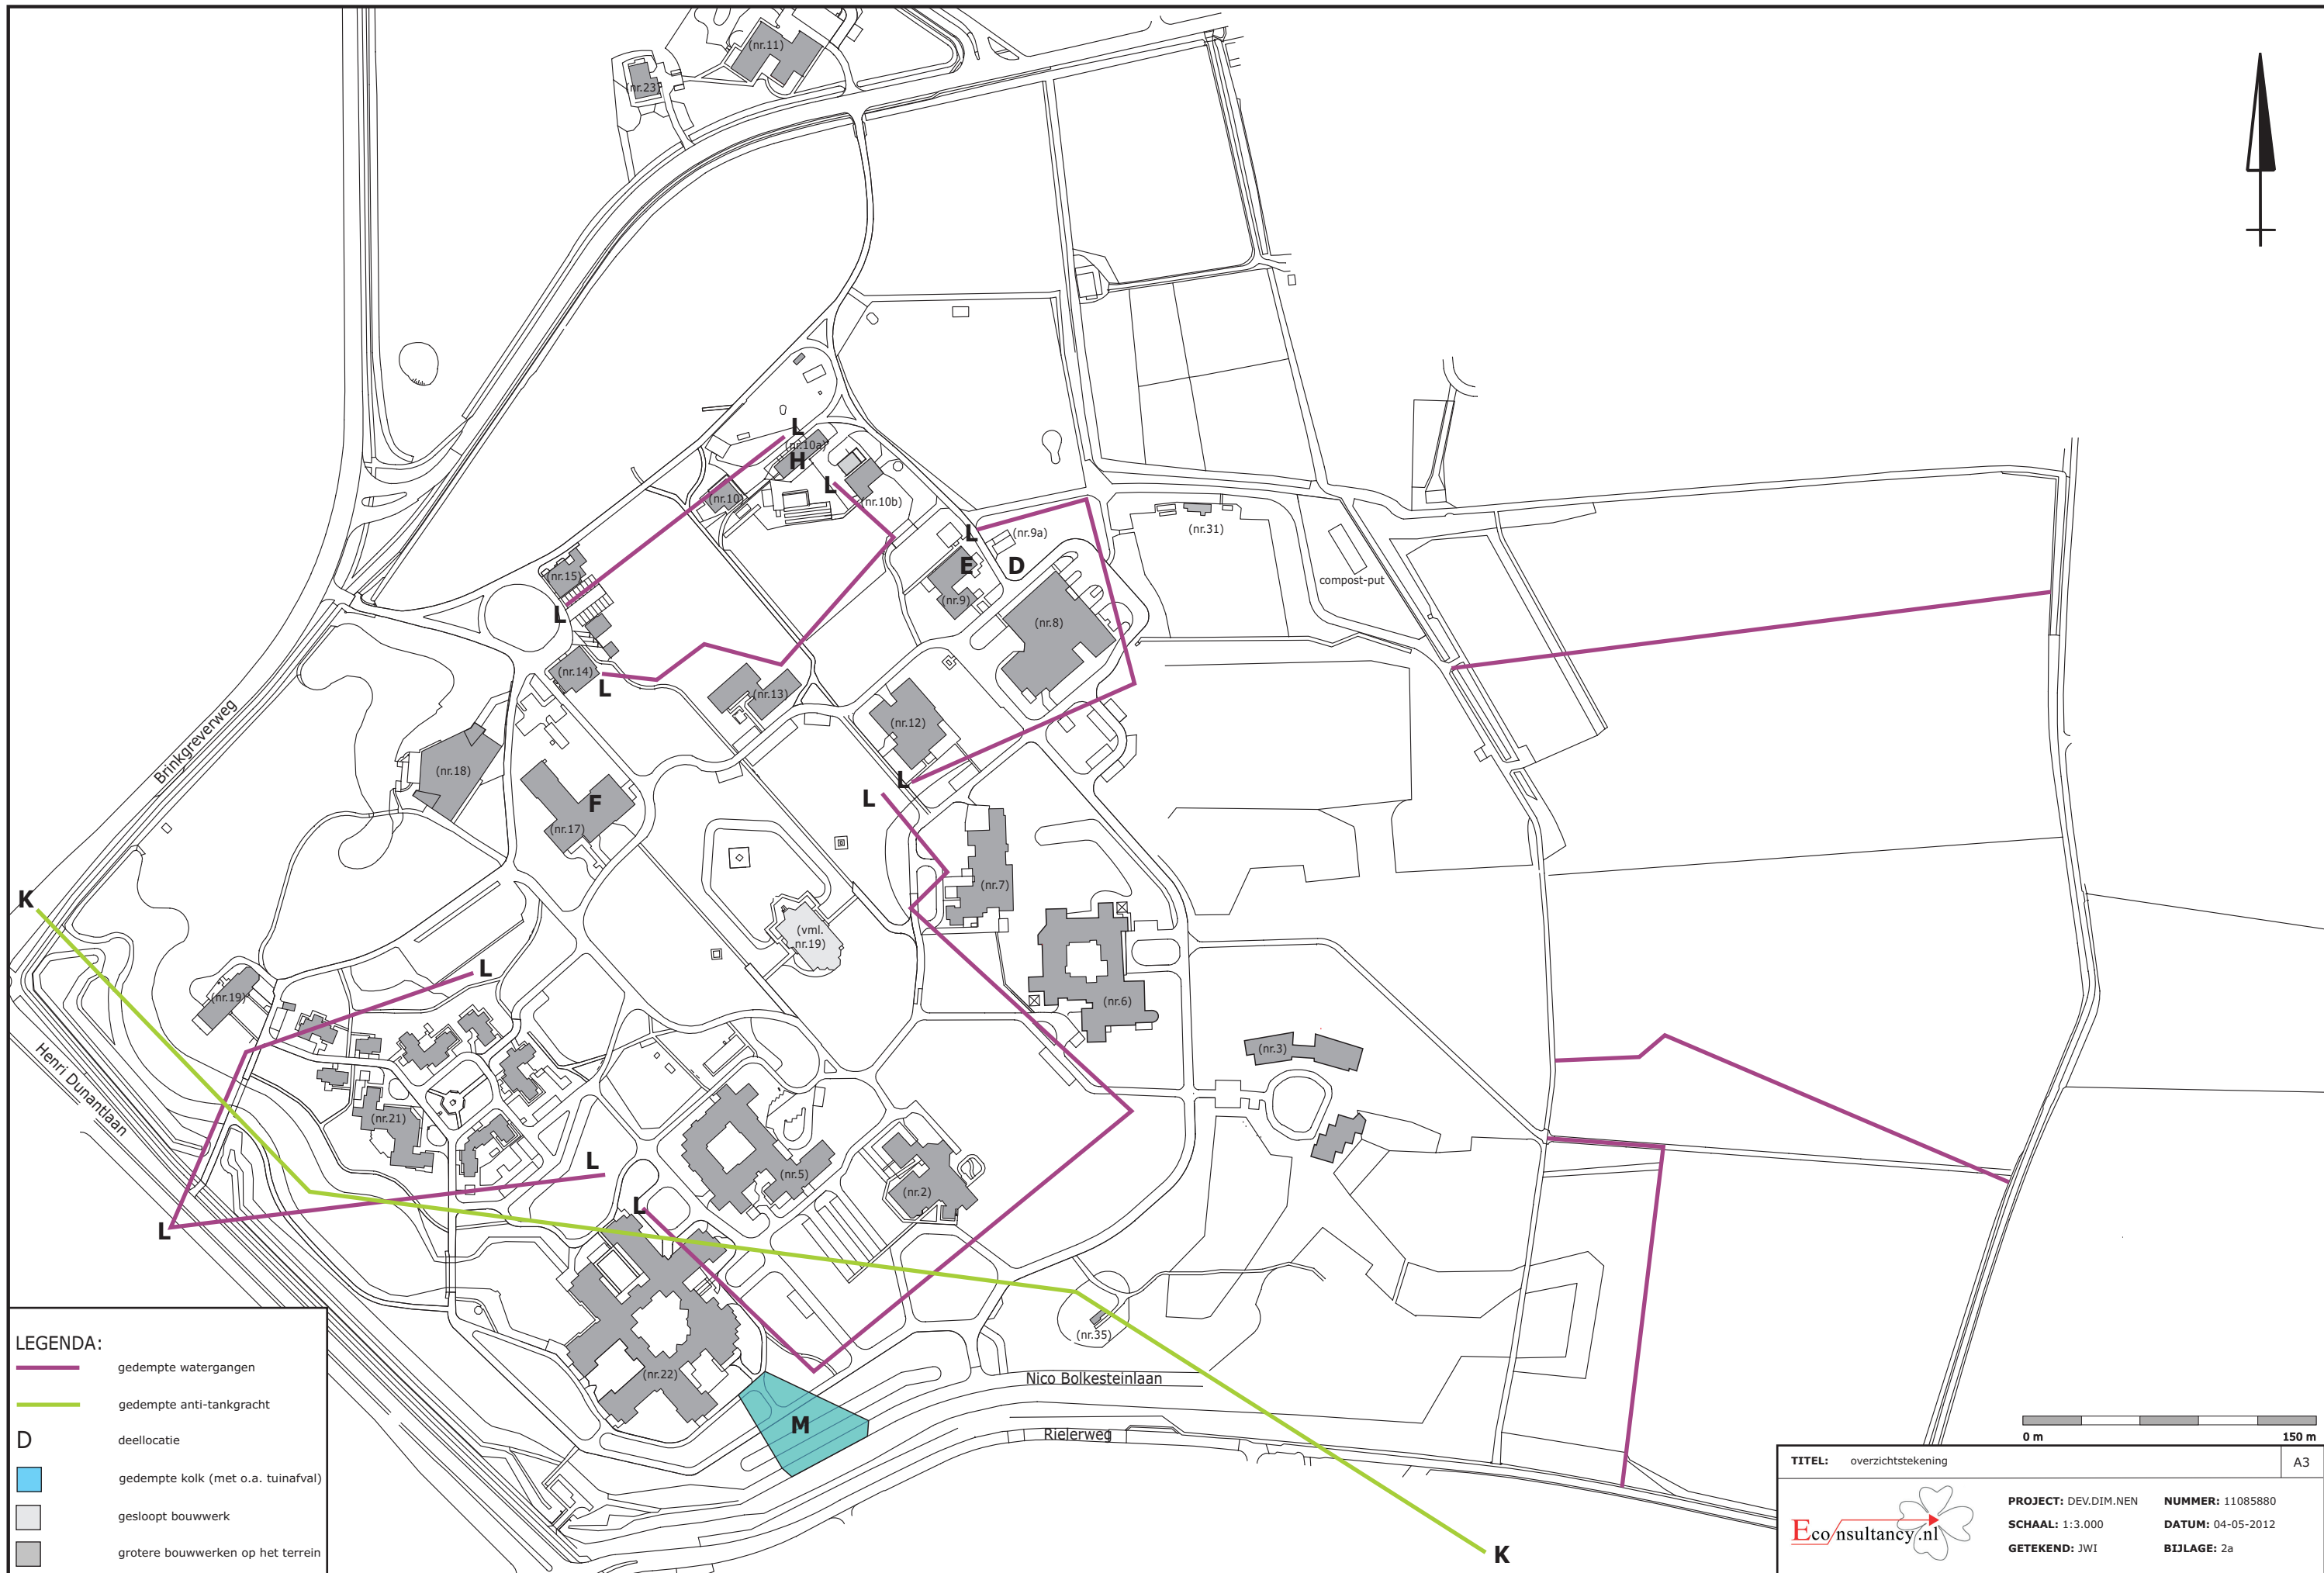 (nr.11)
(nr.23)
L
(nr.10a)
H
L
(nr.10)
(nr.10b)
L
(nr.9a)
(nr.31)
E
D
(nr.15)
compost-put
(nr.9)
L
(nr.8)
(nr.14)
L
(nr.13)
(nr.12)
Brinkgreverweg
(nr.18)
L
L
F
(nr.17)
(nr.7)
K
(vml.
nr.19)
L
(nr.19)
(nr.6)
Henri Dunantlaan
(nr.3)
(nr.21)
L
(nr.5)
(nr.2)
L
L
(nr.35)
(nr.22)
Nico Bolkesteinlaan
M
Rielerweg
K
LEGENDA:
gedempte watergangen
gedempte anti-tankgracht
D deellocatie
gedempte kolk (met o.a. tuinafval)
gesloopt bouwwerk
grotere bouwwerken op het terrein
0 m 150 m
TITEL: overzichtstekening A3
Econsultancy.nl
PROJECT: DEV.DIM.NEN NUMMER: 11085880
SCHAAL: 1:3.000 DATUM: 04-05-2012
GETEKEND: JWI BIJLAGE: 2a